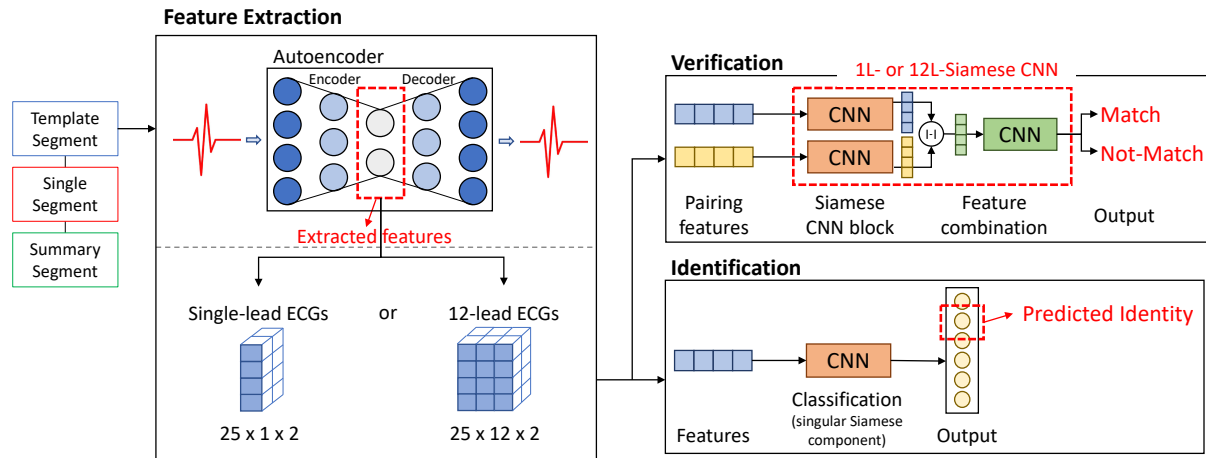 Feature Extraction
Template
Segment
Single
Segment
Summary
Segment
Autoencoder
Encoder
Decoder
Extracted features
Single-lead ECGs
or
12-lead ECGs
25 x 1 x 2
25 x 12 x 2
Verification
1L- or 12L-Siamese CNN
CNN
CNN
|-|
CNN
Match
Not-Match
Pairing
features
Siamese
CNN block
Feature
combination
Output
Identification
Predicted Identity
CNN
Features
Classification
(singular Siamese
component)
Output